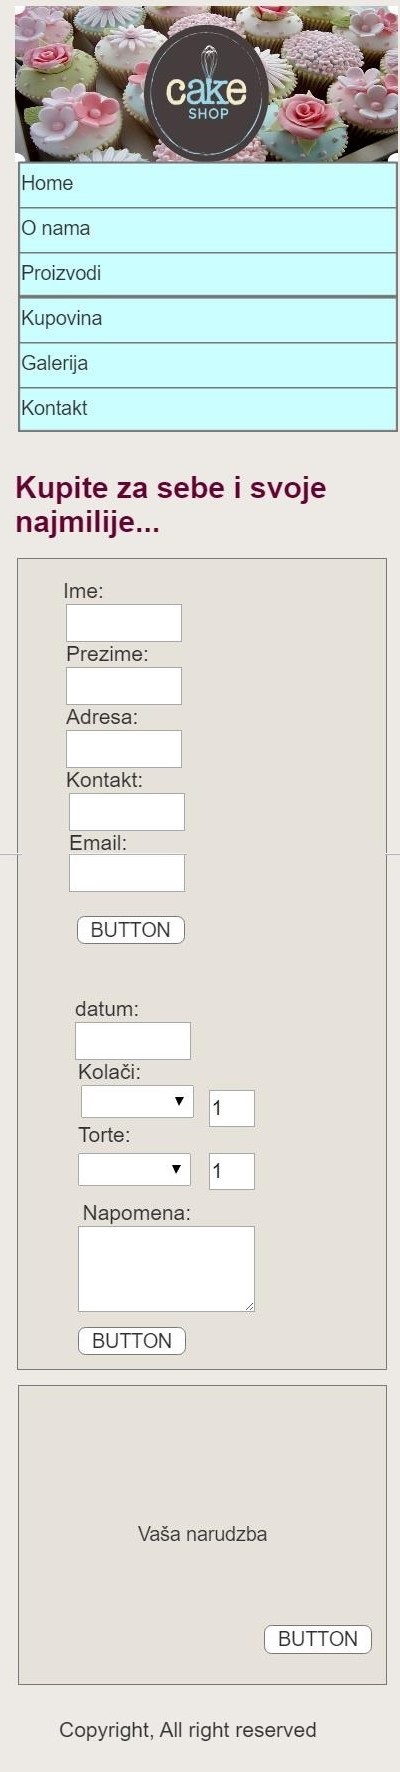 cake
SHOP
Home
O nama
Proizvodi
Kupovina
Galerija
Kontakt
Kupite za sebe i svoje
najmilije...
Ime:
Prezime:
Adresa:
Kontakt:
Email:
BUTTON
datum:
Kolači:
1
Torte:
1
Napomena:
BUTTON
Vaša narudzba
BUTTON
Copyright, All right reserved